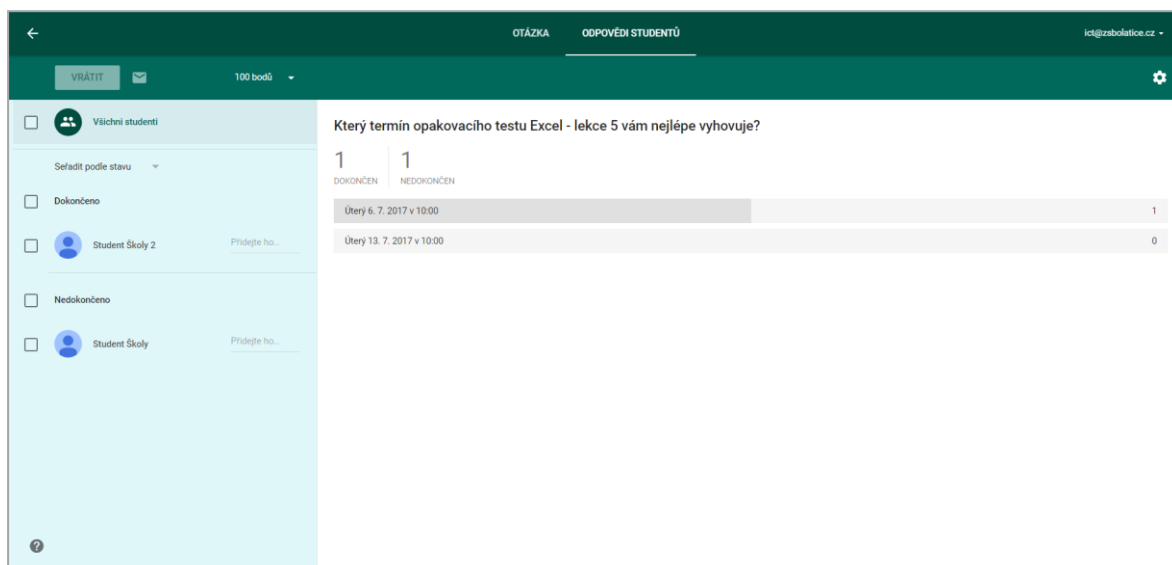 OTÁZKA ODPOVĚDI STUDENTŮ ict@zsbolatice.cz
VRÁTIT 100 bodů
Všichni studenti
Seřadit podle stavu
Dokončeno
Student Školy 2 Přidejte ho...
Nedokončeno
Student Školy Přidejte ho...
Který termín opakovacího testu Excel - lekce 5 vám nejlépe vyhovuje?
1 1
DOKONČEN NEDOKONČEN
Úterý 6. 7. 2017 v 10:00 1
Úterý 13. 7. 2017 v 10:00 0